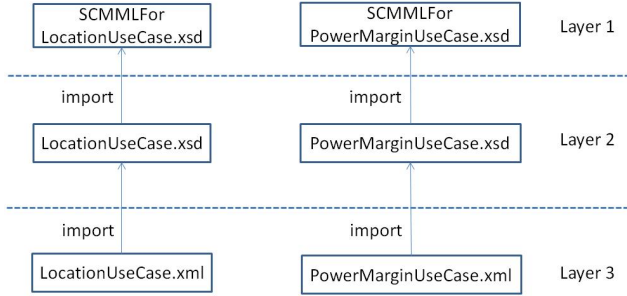 SCMMLFor
LocationUseCase.xsd
SCMMLFor
PowerMarginUseCase.xsd
Layer 1
import
import
LocationUseCase.xsd
PowerMarginUseCase.xsd
Layer 2
import
import
LocationUseCase.xml
PowerMarginUseCase.xml
Layer 3